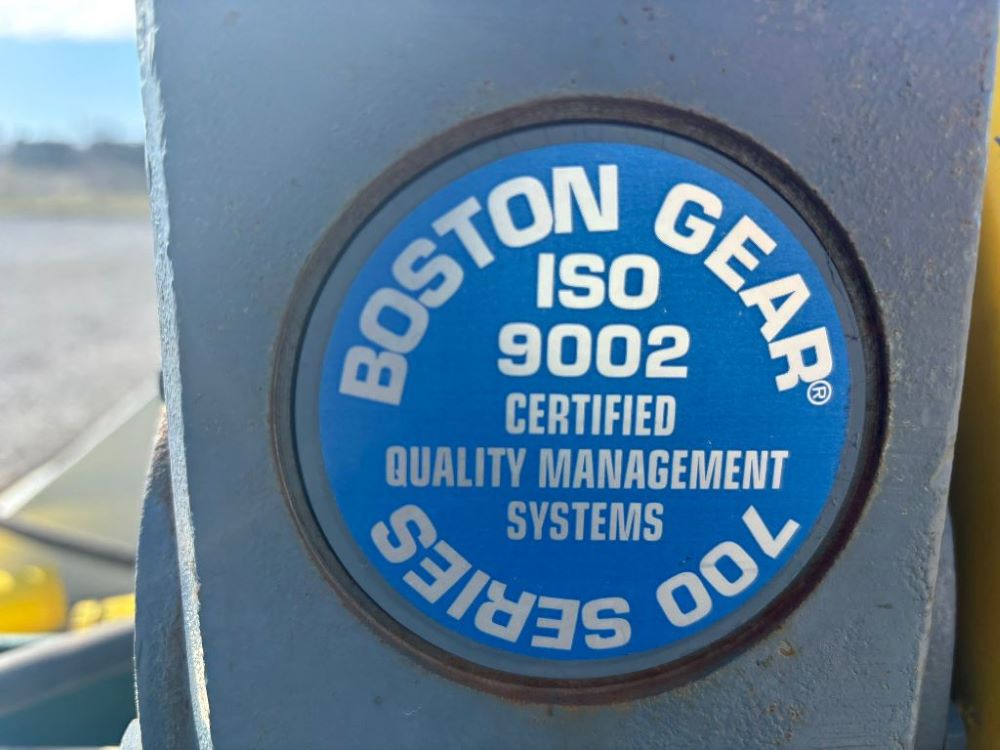 BOSTON GEAR®
ISO
9002
CERTIFIED
QUALITY MANAGEMENT
SYSTEMS
700 SERIES